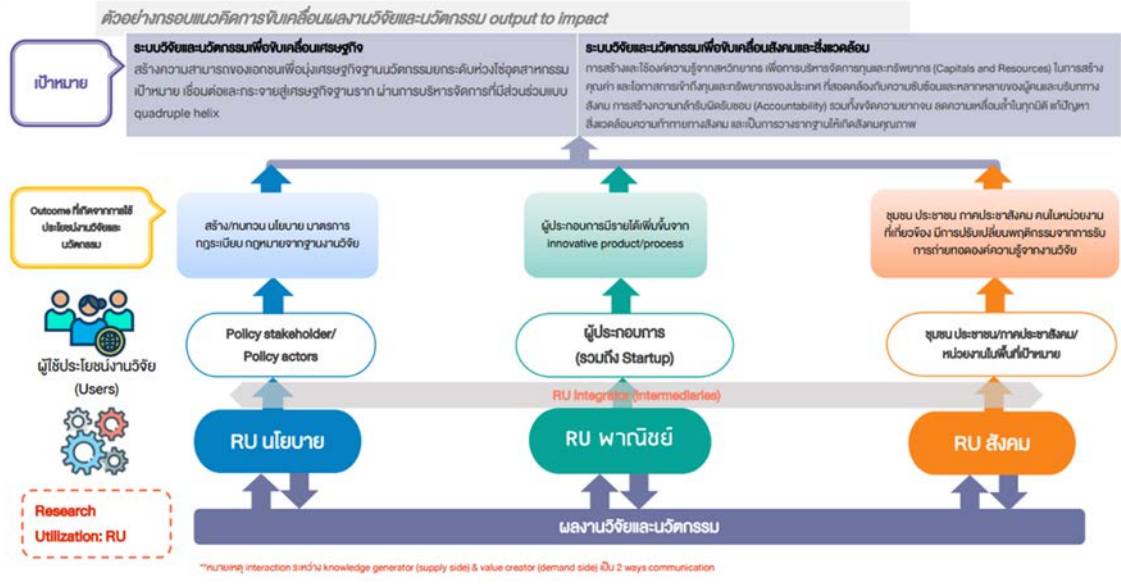 ตัวอย่างกรอบแนวคิดการขับเคลื่อนผลงานวิจัยและนวัตกรรม output to impact
เป้าหมาย
ระบบวิจัยและนวัตกรรมเพื่อขับเคลื่อนเศรษฐกิจ
สร้างความสามารถของเอกชนเพื่อมุ่งเศรษฐกิจฐานนวัตกรรมยกระดับห่วงโซ่อุตสาหกรรม
เป้าหมาย เชื่อมต่อและกระจายสู่เศรษฐกิจฐานราก ผ่านการบริหารจัดการที่มีส่วนร่วมแบบ
quadruple helix
ระบบวิจัยและนวัตกรรมเพื่อขับเคลื่อนสังคมและสิ่งแวดล้อม
การสร้างและใช้องค์ความรู้จากสหวิทยากร เพื่อการบริหารจัดการทุนและทรัพยากร (Capitals and Resources) ในการสร้าง
คุณค่า และโอกาสการเข้าถึงทุนและทรัพยากรของประเทศ ที่สอดคล้องกับความซับซ้อนและหลากหลายของผู้คนและบริบททาง
สังคม การสร้างความกล้ารับผิดรับชอบ (Accountability) รวมทั้งขจัดความยากจน ลดความเหลื่อมล้ำในทุกมิติ แก้ปัญหา
สิ่งแวดล้อมความท้าทายทางสังคม และเป็นการวางรากฐานให้เกิดสังคมคุณภาพ
Outcome ที่เกิดจากการใช้
ประโยชน์งานวิจัยและ
นวัตกรรม
สร้าง/ทบทวน นโยบาย มาตรการ
กฎระเบียบ กฎหมายจากฐานงานวิจัย
ผู้ประกอบการมีรายได้เพิ่มขึ้นจาก
innovative product/process
ชุมชน ประชาชน ภาคประชาสังคม คนในหน่วยงาน
ที่เกี่ยวข้อง มีการปรับเปลี่ยนพฤติกรรมจากการรับ
การถ่ายทอดองค์ความรู้จากงานวิจัย
ผู้ใช้ประโยชน์งานวิจัย
(Users)
Policy stakeholder/
Policy actors
ผู้ประกอบการ
(รวมถึง Startup)
ชุมชน ประชาชน/ภาคประชาสังคม/
หน่วยงานในพื้นที่เป้าหมาย
RU Integrator (Intermediaries)
RU นโยบาย
RU พาณิชย์
RU สังคม
Research
Utilization: RU
ผลงานวิจัยและนวัตกรรม
**หมายเหตุ interaction ระหว่าง knowledge generator (supply side) & value creator (demand side) เป็น 2 ways communication